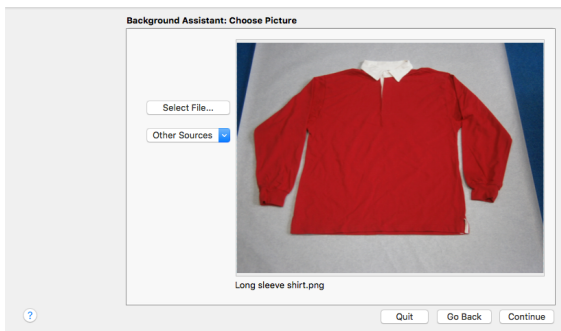 Background Assistant: Choose Picture
Select File...
Other Sources
Long sleeve shirt.png
?
Quit
Go Back
Continue